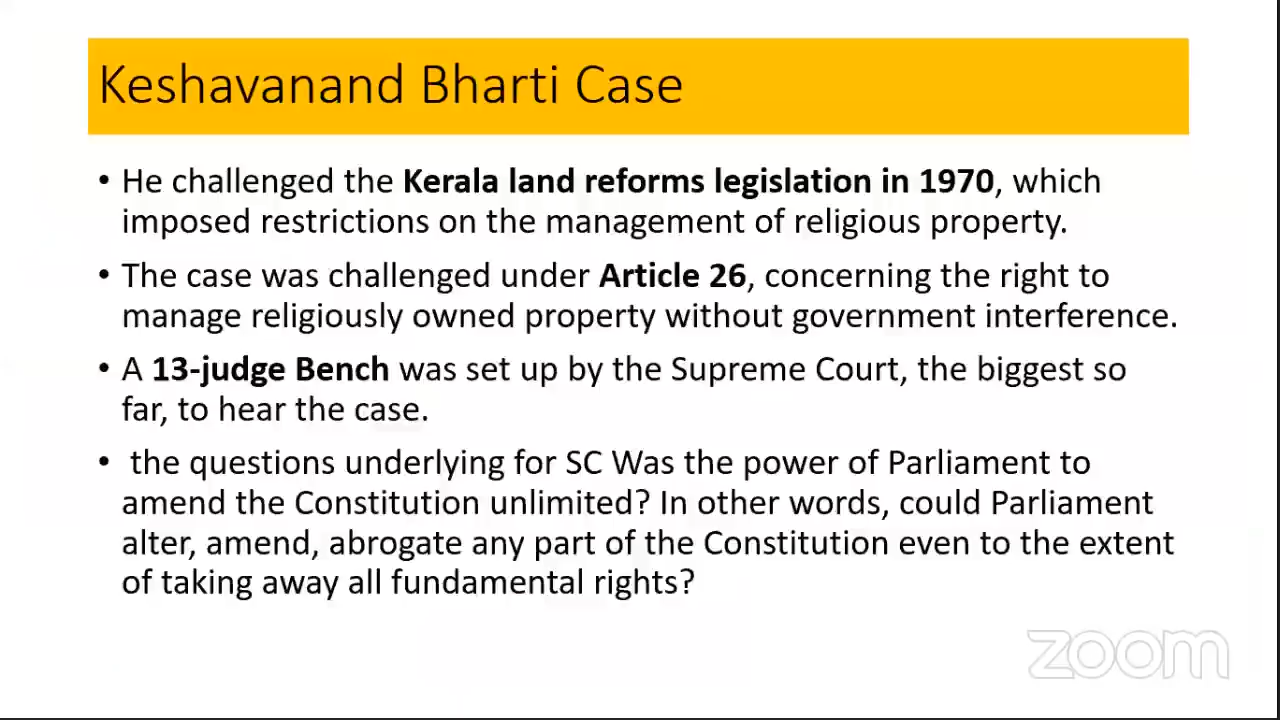 Keshavanand Bharti Case
• He challenged the Kerala land reforms legislation in 1970, which
imposed restrictions on the management of religious property.
• The case was challenged under Article 26, concerning the right to
manage religiously owned property without government interference.
• A 13-judge Bench was set up by the Supreme Court, the biggest so
far, to hear the case.
• the questions underlying for SC Was the power of Parliament to
amend the Constitution unlimited? In other words, could Parliament
alter, amend, abrogate any part of the Constitution even to the extent
of taking away all fundamental rights?
zoom